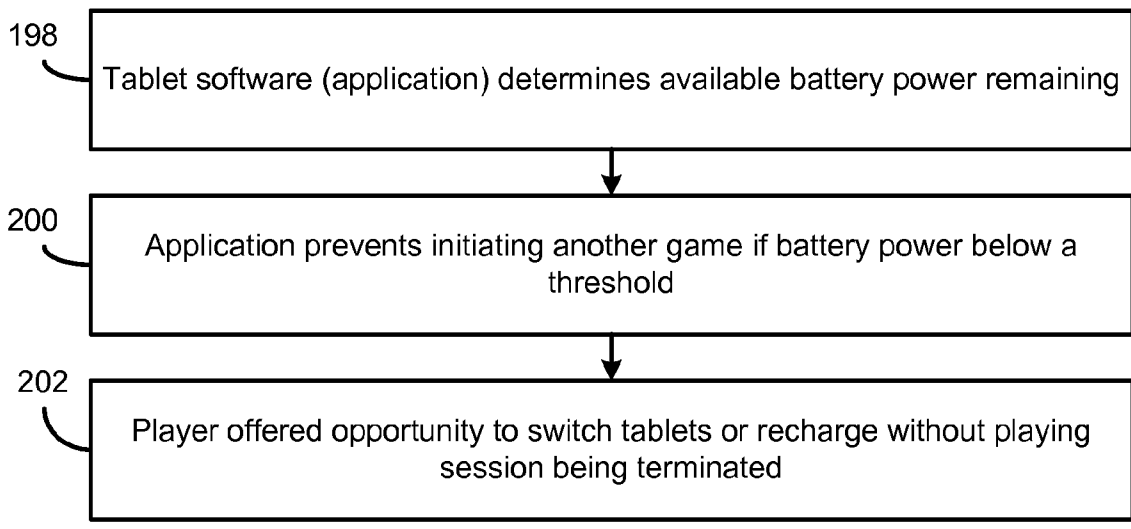 198
Tablet software (application) determines available battery power remaining
200
Application prevents initiating another game if battery power below a
threshold
202
Player offered opportunity to switch tablets or recharge without playing
session being terminated